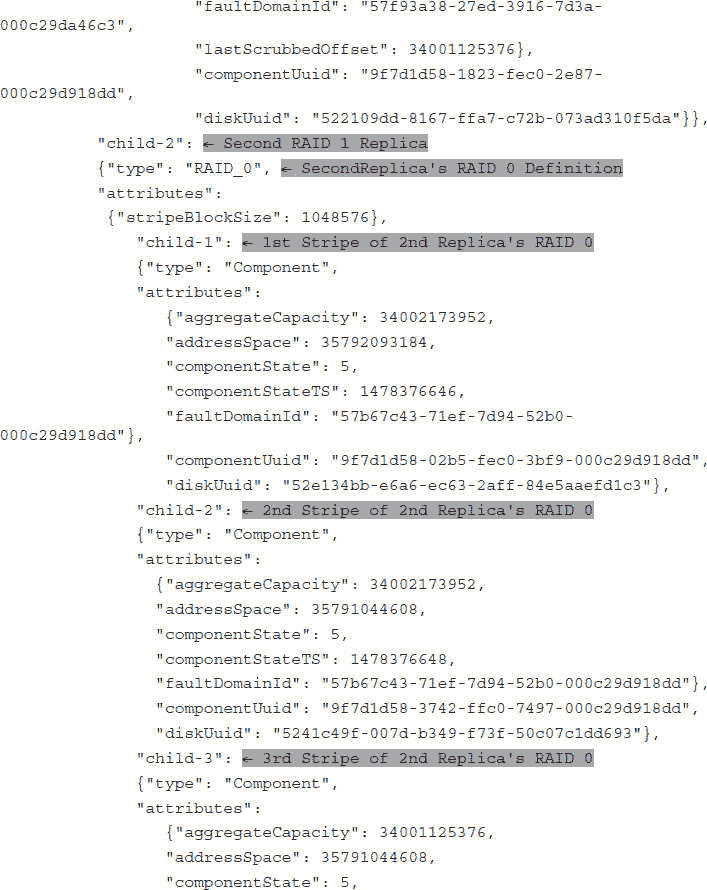 "faultDomainId": "57f93a38-27ed-3916-7d3a-
000c29da46c3",
"lastScrubbedOffset": 34001125376},
"componentUuid": "9f7d1d58-1823-fec0-2e87-
000c29d918dd",
"diskUuid": "522109dd-8167-ffa7-c72b-073ad310f5da"}},
"child-2": ← Second RAID 1 Replica
{"type": "RAID_0", ← SecondReplica's RAID 0 Definition
"attributes":
{"stripeBlockSize": 1048576},
"child-1": ← 1st Stripe of 2nd Replica's RAID 0
{"type": "Component",
"attributes":
{"aggregateCapacity": 34002173952,
"addressSpace": 35792093184,
"componentState": 5,
"componentStateTS": 1478376646,
"faultDomainId": "57b67c43-71ef-7d94-52b0-
000c29d918dd"},
"componentUuid": "9f7d1d58-02b5-fec0-3bf9-000c29d918dd",
"diskUuid": "52e134bb-e6a6-ec63-2aff-84e5aaefd1c3"},
"child-2": ← 2nd Stripe of 2nd Replica's RAID 0
{"type": "Component",
"attributes":
{"aggregateCapacity": 34002173952,
"addressSpace": 35791044608,
"componentState": 5,
"componentStateTS": 1478376648,
"faultDomainId": "57b67c43-71ef-7d94-52b0-000c29d918dd"},
"componentUuid": "9f7d1d58-3742-ffc0-7497-000c29d918dd",
"diskUuid": "5241c49f-007d-b349-f73f-50c07c1dd693"},
"child-3": ← 3rd Stripe of 2nd Replica's RAID 0
{"type": "Component",
"attributes":
{"aggregateCapacity": 34001125376,
"addressSpace": 35791044608,
"componentState": 5,